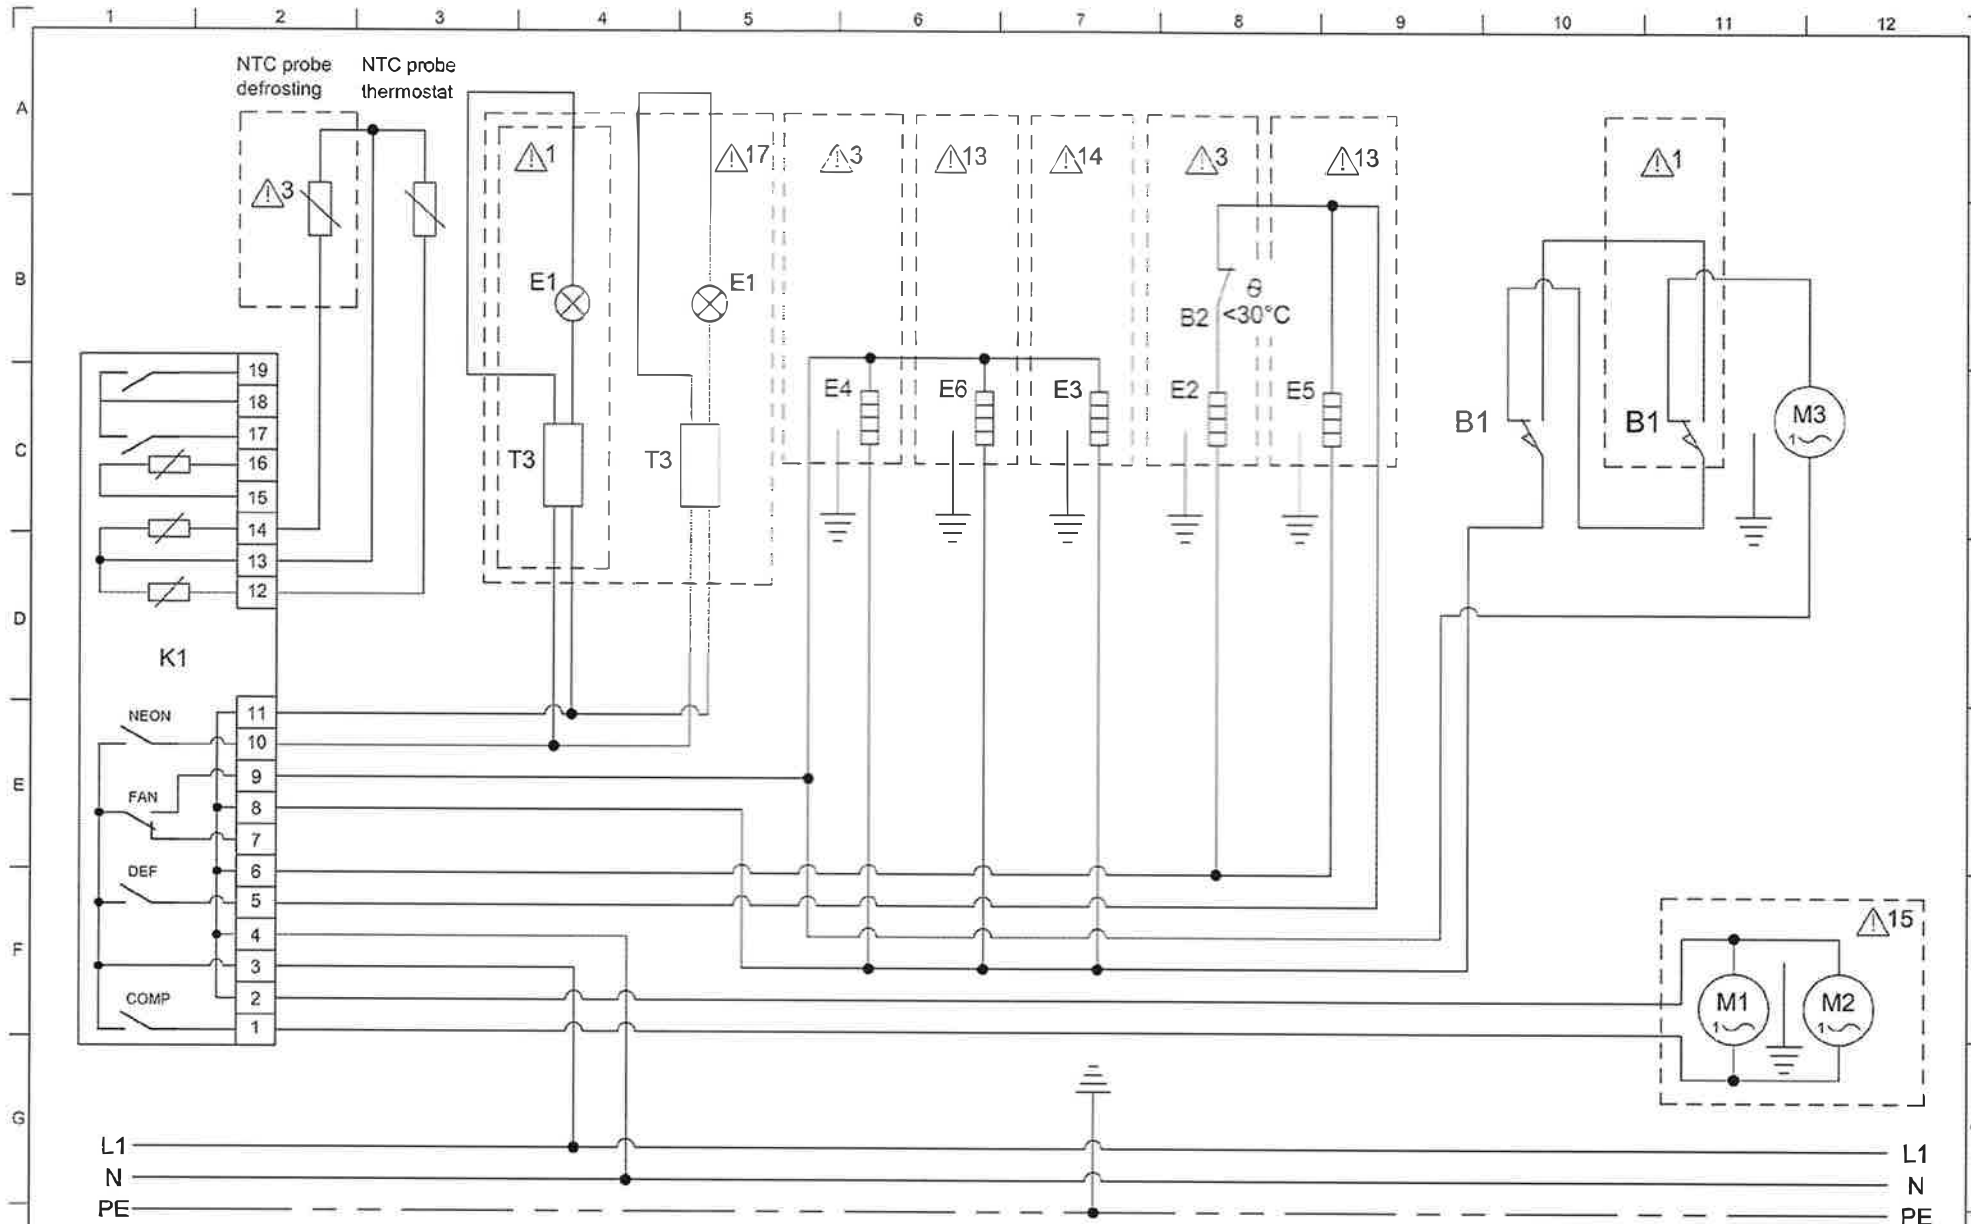 1 2 3 4 5 6 7 8 9 10 11 12
NTC probe defrosting
NTC probe thermostat
A
B
C
D
E
F
G
3
1
17
3
13
14
3
13
1
E1
E1
θ
B2 <30°C
19
18
17
16
15
14
13
12
T3
T3
E4
E6
E3
E2
E5
B1
B1
M3
1
K1
NEON
FAN
DEF
COMP
11
10
9
8
7
6
5
4
3
2
1
15
M1
1
M2
1
L1
N
PE
L1
N
PE